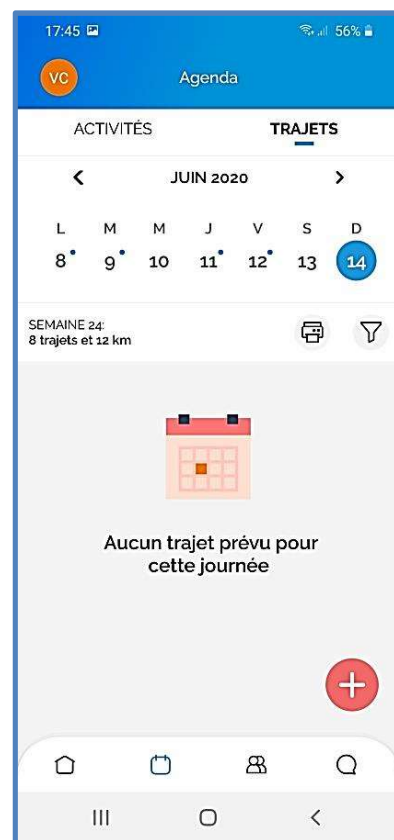 17:45 56%
VC Agenda
ACTIVITÉS TRAJETS
JUIN 2020
L M M J V S D
8 9 10 11 12 13 14
SEMAINE 24:
8 trajets et 12 km
Aucun trajet prévu pour
cette journée